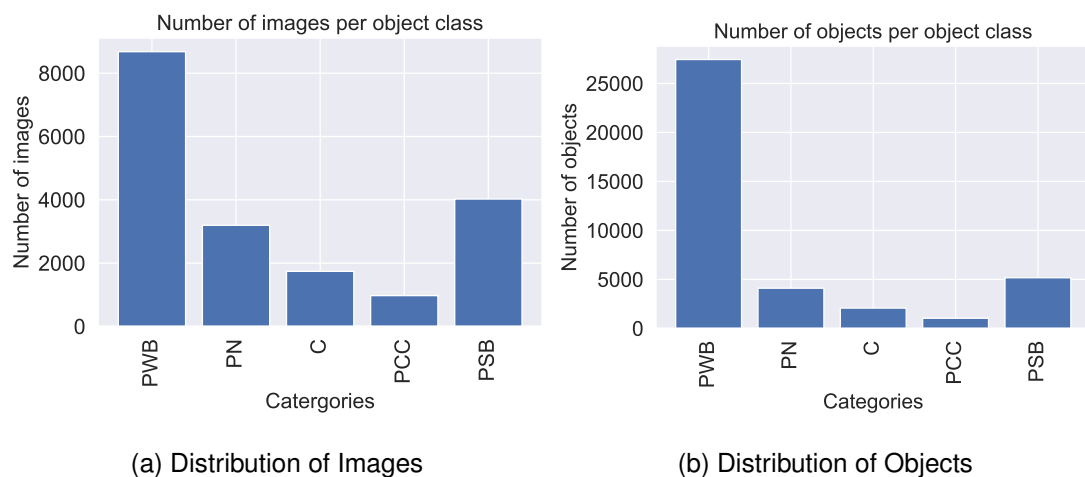 Number of images per object class
Number of images
8000
6000
4000
2000
0
PWB
PN
C
PCC
PSB
Catergories
(a) Distribution of Images
Number of objects per object class
Number of objects
25000
20000
15000
10000
5000
0
PWB
PN
C
PCC
PSB
Categories
(b) Distribution of Objects